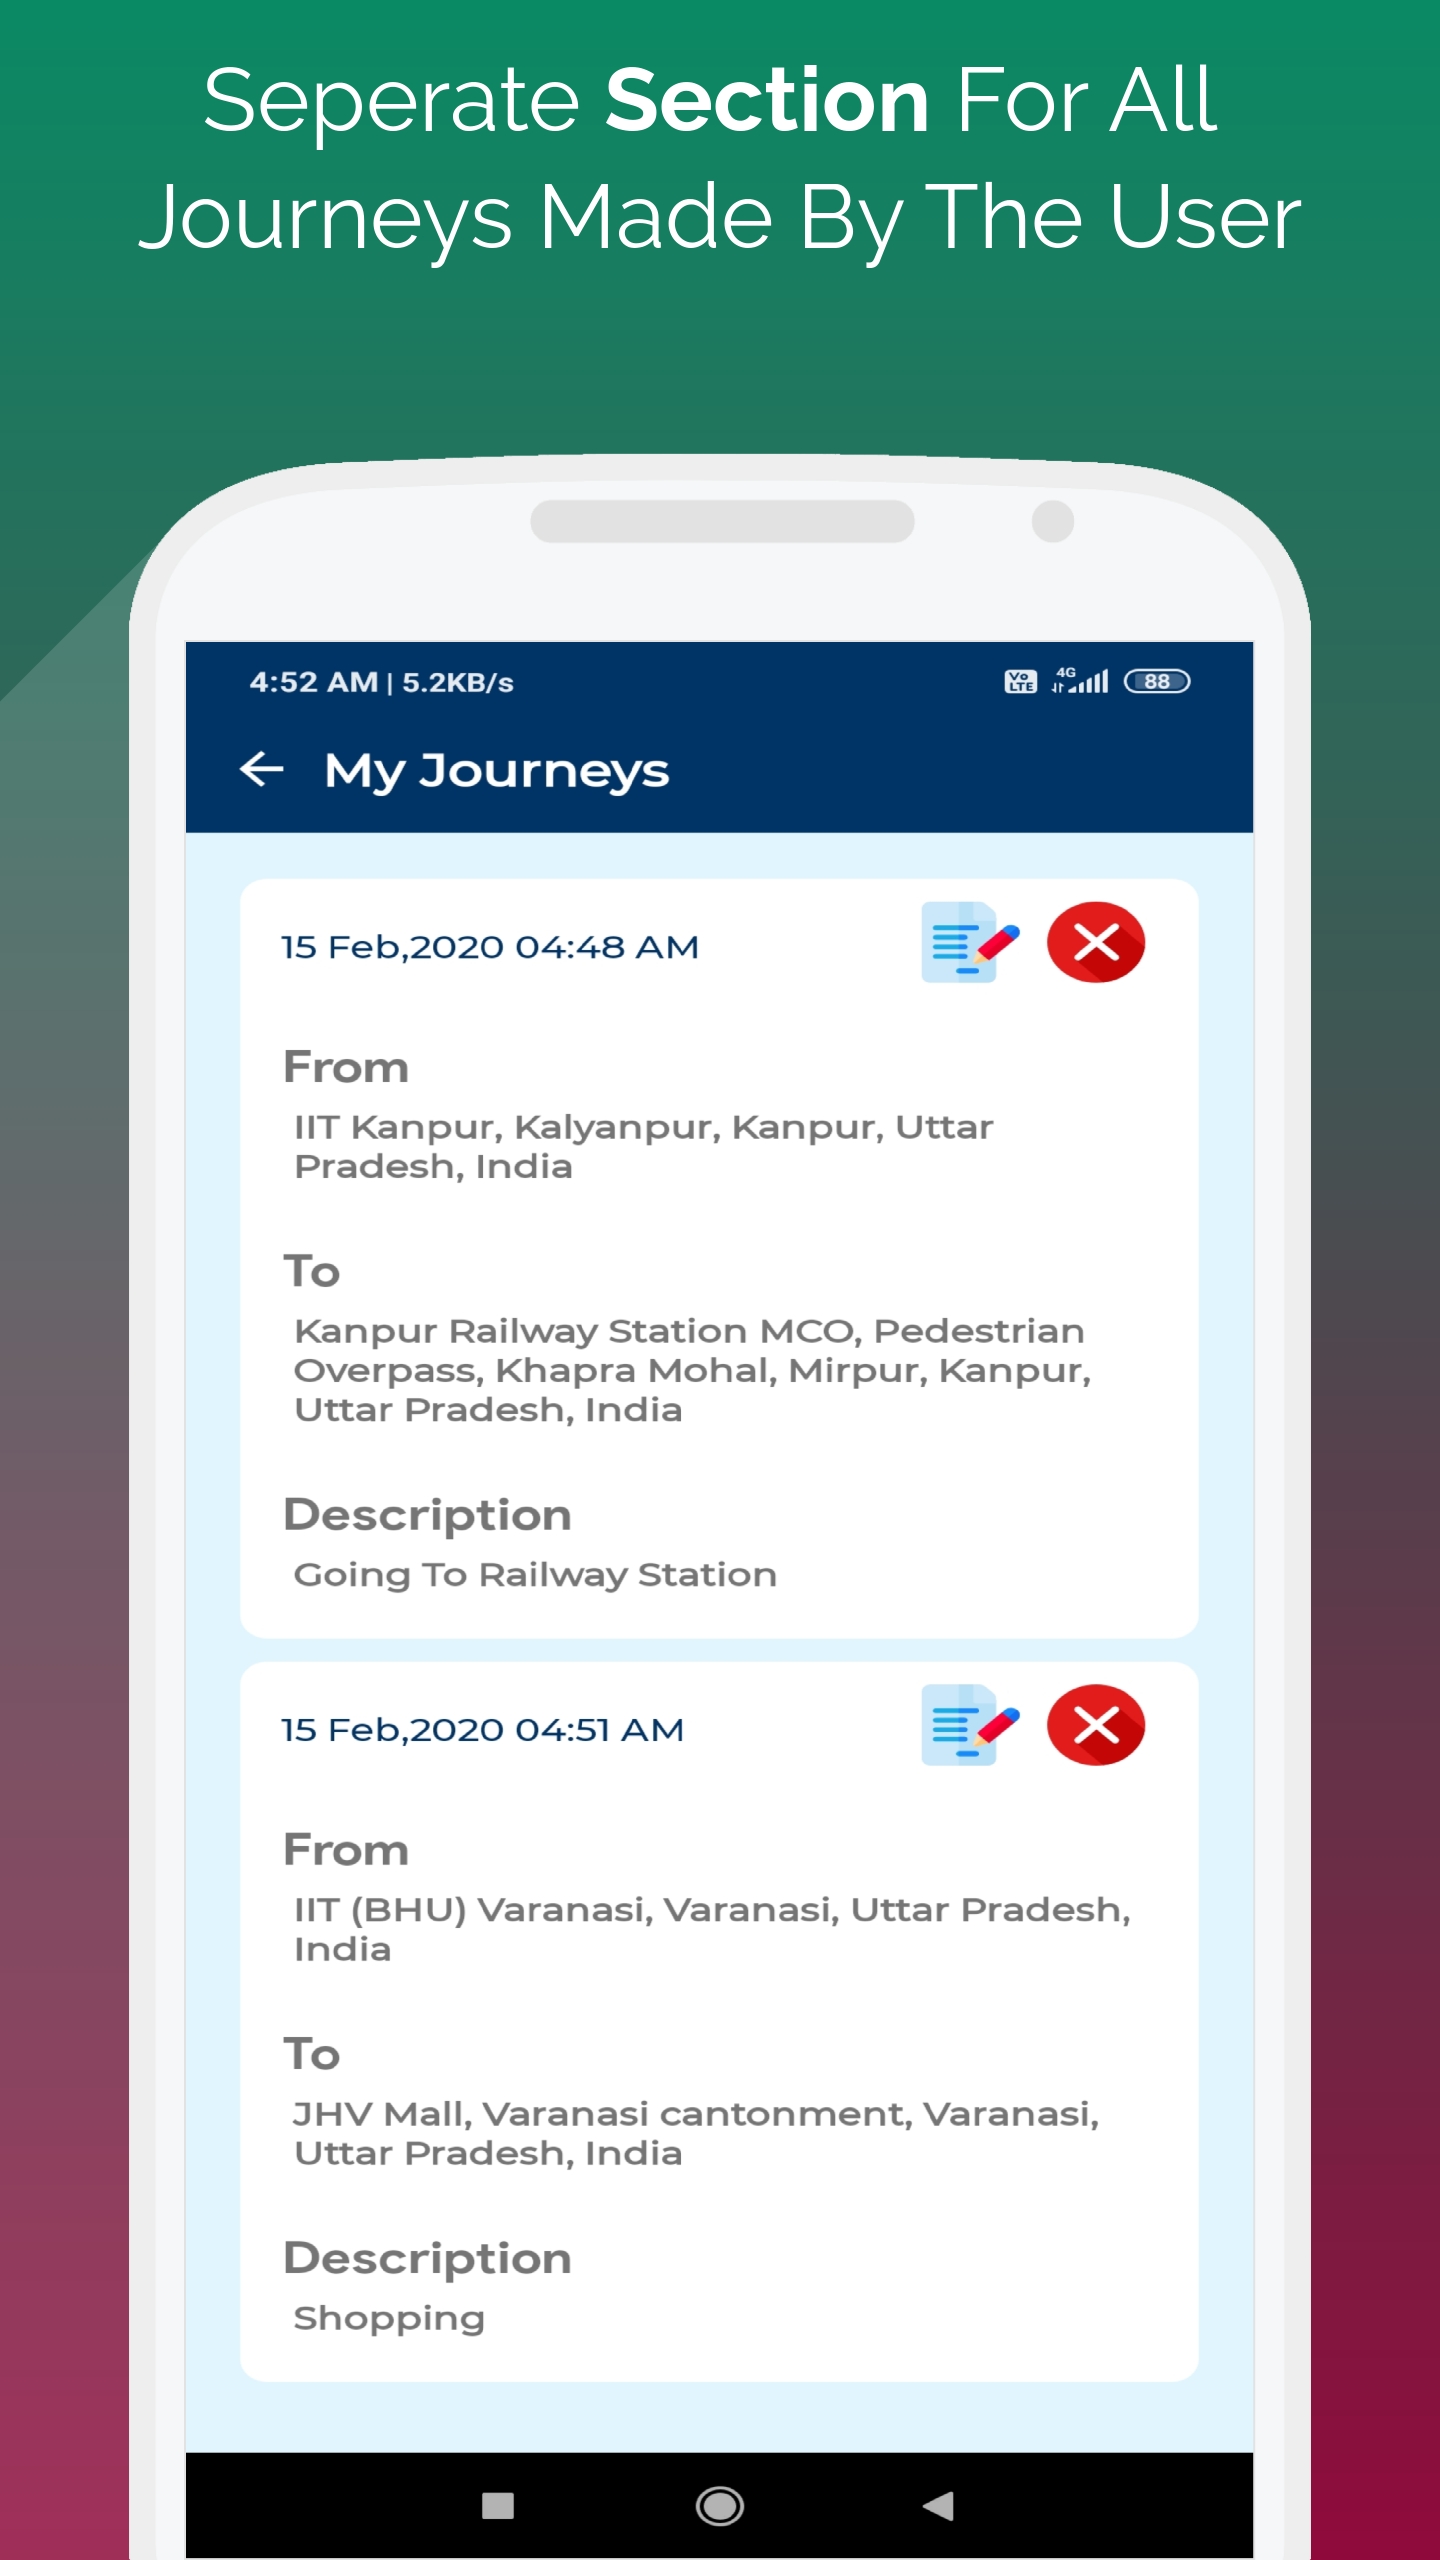 Seperate Section For All
Journeys Made By The User
4:52 AM | 5.2KB/s
Vo LTE 4G 88
My Journeys
15 Feb,2020 04:48 AM
From
IIT Kanpur, Kalyanpur, Kanpur, Uttar
Pradesh, India
To
Kanpur Railway Station MCO, Pedestrian
Overpass, Khapra Mohal, Mirpur, Kanpur,
Uttar Pradesh, India
Description
Going To Railway Station
15 Feb,2020 04:51 AM
From
IIT (BHU) Varanasi, Varanasi, Uttar Pradesh,
India
To
JHV Mall, Varanasi cantonment, Varanasi,
Uttar Pradesh, India
Description
Shopping